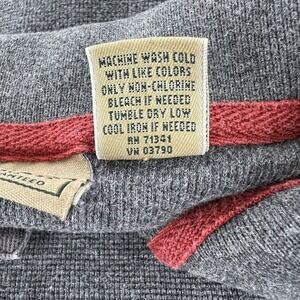 MACHINE WASH COLD
WITH LIKE COLORS
ONLY NON-CHLORINE
BLEACH IF NEEDED
TUMBLE DRY LOW
COOL IRON IF NEEDED
RN 71341
VN 03790